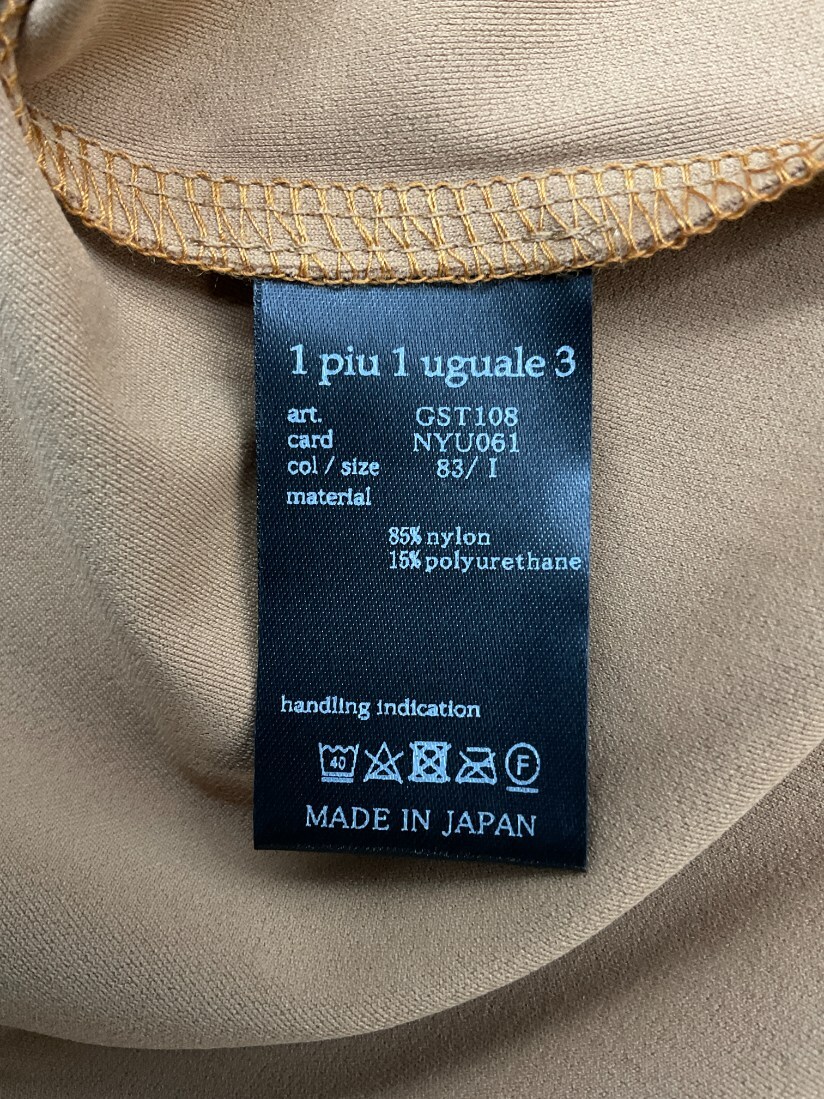 1 piu 1 uguale 3
art. GST108
card NYU061
col / size 83/ I
material
85% nylon
15% polyurethane
handling indication
40 F
MADE IN JAPAN